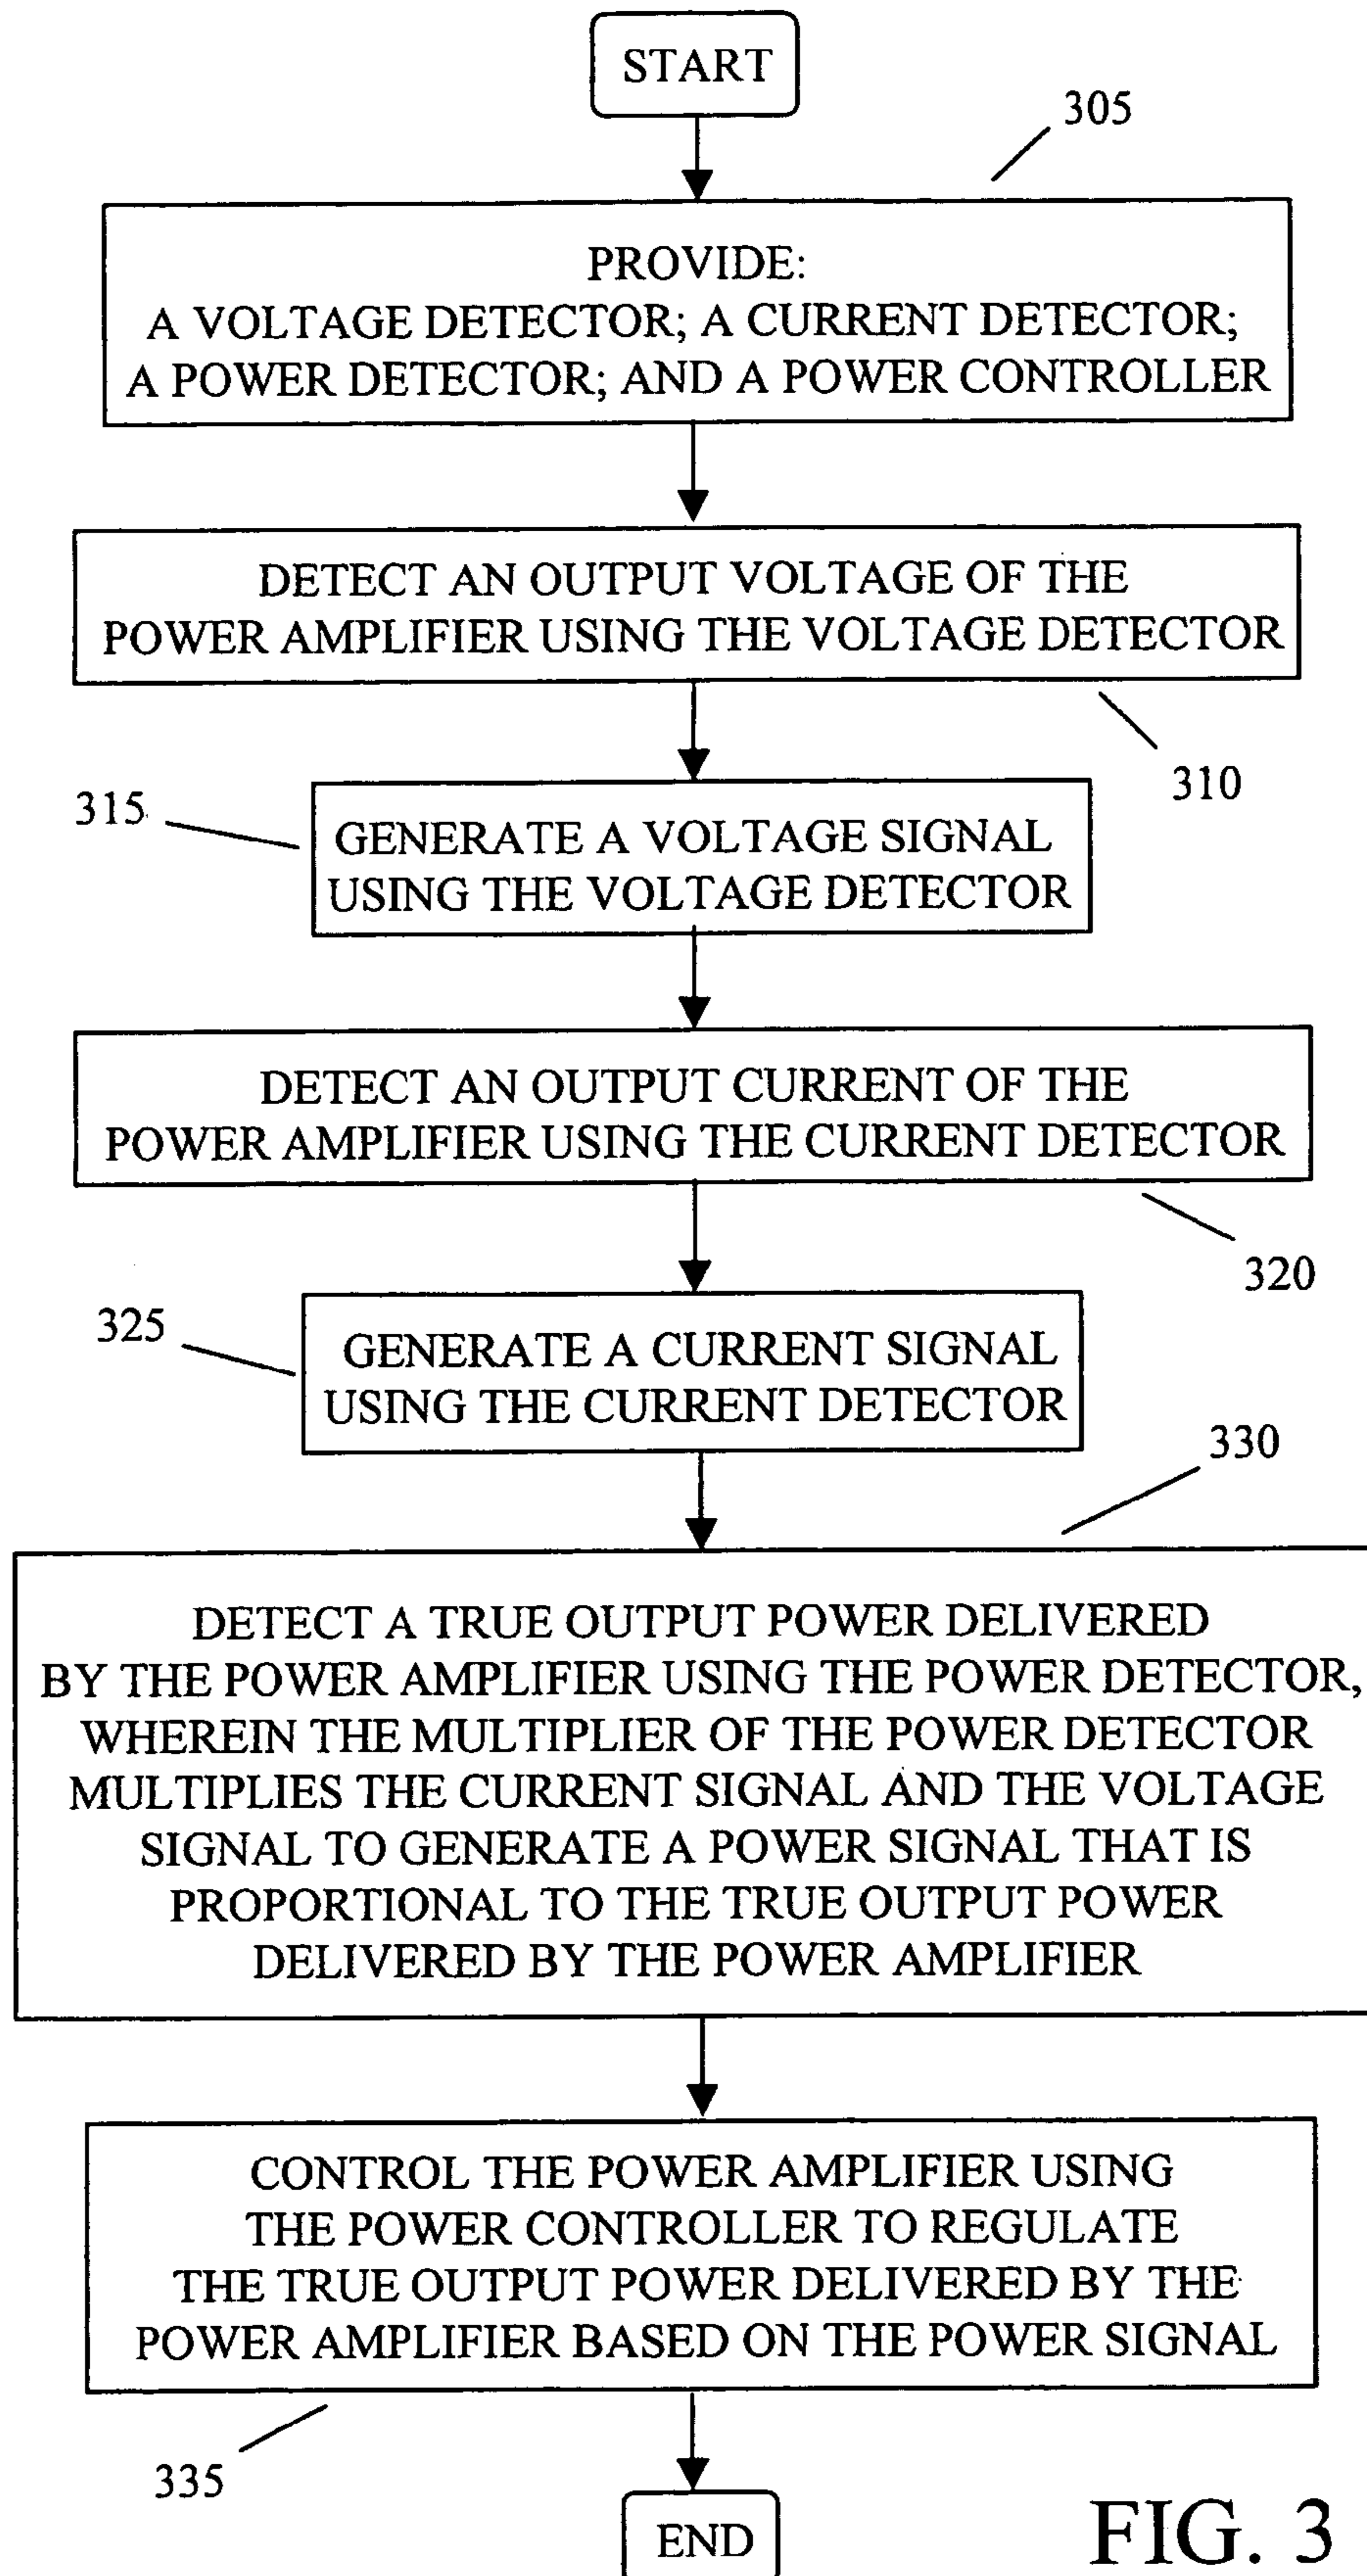 START
305
PROVIDE:
A VOLTAGE DETECTOR; A CURRENT DETECTOR;
A POWER DETECTOR; AND A POWER CONTROLLER
DETECT AN OUTPUT VOLTAGE OF THE
POWER AMPLIFIER USING THE VOLTAGE DETECTOR
310
315
GENERATE A VOLTAGE SIGNAL
USING THE VOLTAGE DETECTOR
DETECT AN OUTPUT CURRENT OF THE
POWER AMPLIFIER USING THE CURRENT DETECTOR
320
325
GENERATE A CURRENT SIGNAL
USING THE CURRENT DETECTOR
330
DETECT A TRUE OUTPUT POWER DELIVERED
BY THE POWER AMPLIFIER USING THE POWER DETECTOR,
WHEREIN THE MULTIPLIER OF THE POWER DETECTOR
MULTIPLIES THE CURRENT SIGNAL AND THE VOLTAGE
SIGNAL TO GENERATE A POWER SIGNAL THAT IS
PROPORTIONAL TO THE TRUE OUTPUT POWER
DELIVERED BY THE POWER AMPLIFIER
CONTROL THE POWER AMPLIFIER USING
THE POWER CONTROLLER TO REGULATE
THE TRUE OUTPUT POWER DELIVERED BY THE
POWER AMPLIFIER BASED ON THE POWER SIGNAL
335
END
FIG. 3